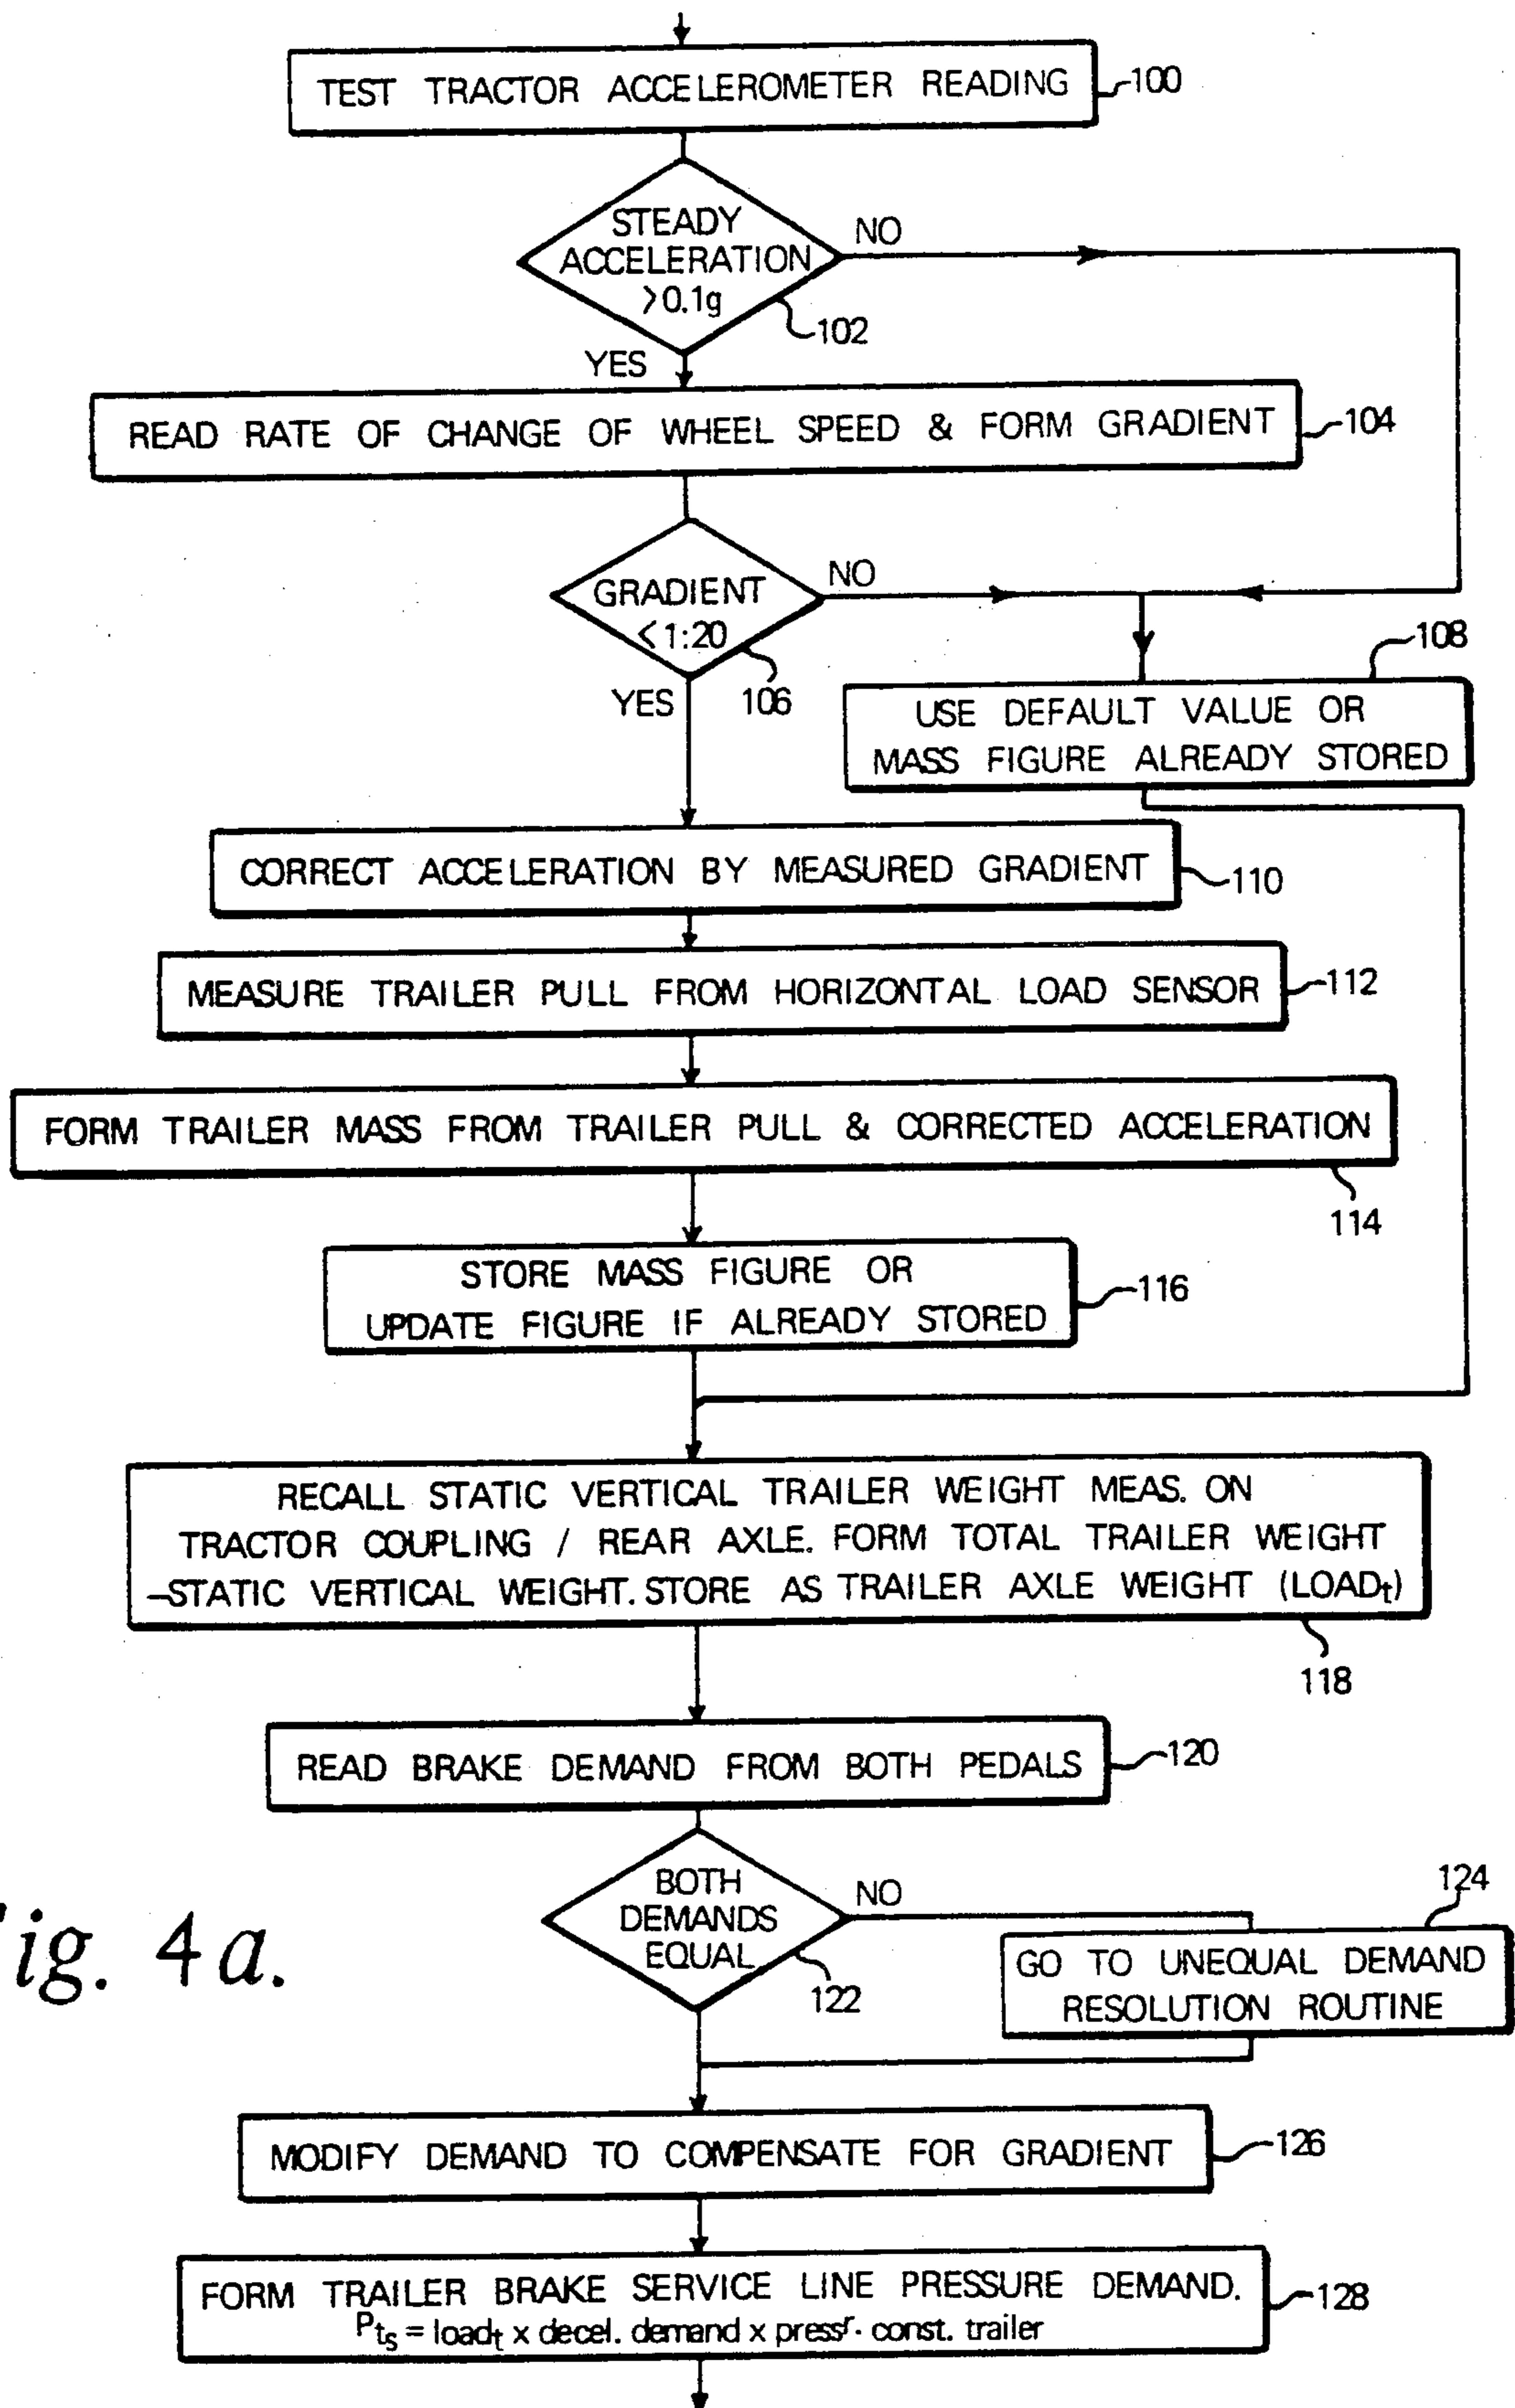 TEST TRACTOR ACCELEROMETER READING
100
STEADY
ACCELERATION
>0.1g
NO
102
YES
READ RATE OF CHANGE OF WHEEL SPEED & FORM GRADIENT
104
GRADIENT
<1:20
NO
106
YES
108
USE DEFAULT VALUE OR
MASS FIGURE ALREADY STORED
CORRECT ACCELERATION BY MEASURED GRADIENT
110
MEASURE TRAILER PULL FROM HORIZONTAL LOAD SENSOR
112
FORM TRAILER MASS FROM TRAILER PULL & CORRECTED ACCELERATION
114
STORE MASS FIGURE OR
UPDATE FIGURE IF ALREADY STORED
116
RECALL STATIC VERTICAL TRAILER WEIGHT MEAS. ON
TRACTOR COUPLING / REAR AXLE. FORM TOTAL TRAILER WEIGHT
–STATIC VERTICAL WEIGHT. STORE AS TRAILER AXLE WEIGHT (LOADt)
118
READ BRAKE DEMAND FROM BOTH PEDALS
120
BOTH
DEMANDS
EQUAL
NO
122
124
GO TO UNEQUAL DEMAND
RESOLUTION ROUTINE
ig. 4a.
MODIFY DEMAND TO COMPENSATE FOR GRADIENT
126
FORM TRAILER BRAKE SERVICE LINE PRESSURE DEMAND.
Pts = loadt x decel. demand x pressr. const. trailer
128